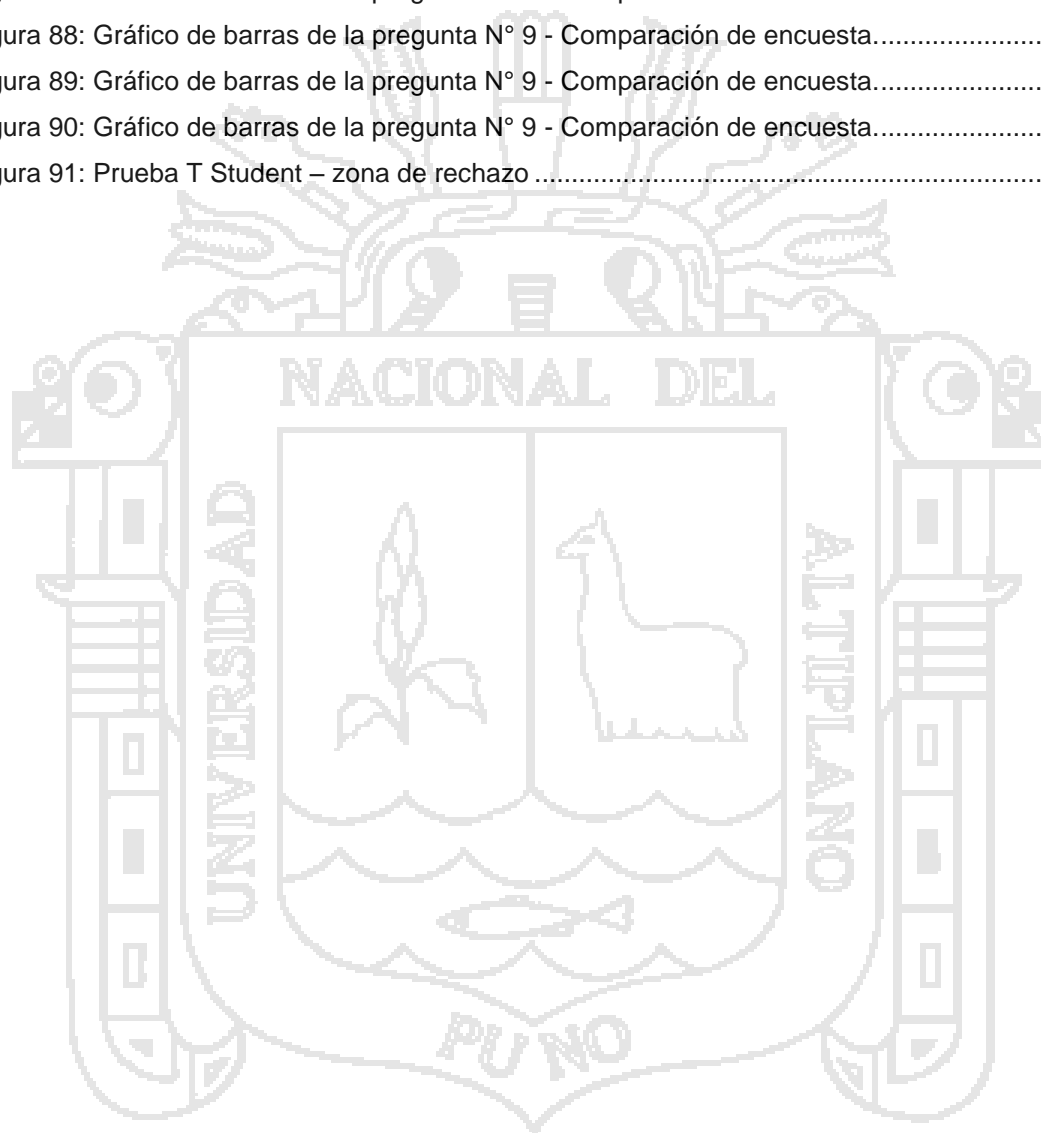 gura 88: Gráfico de barras de la pregunta N° 9 - Comparación de encuesta.......................
gura 89: Gráfico de barras de la pregunta N° 9 - Comparación de encuesta.......................
gura 90: Gráfico de barras de la pregunta N° 9 - Comparación de encuesta.......................
gura 91: Prueba T Student – zona de rechazo ......................................................................
NACIONAL DEL
UNIVERSIDAD
ALTIPLANO
PUNO